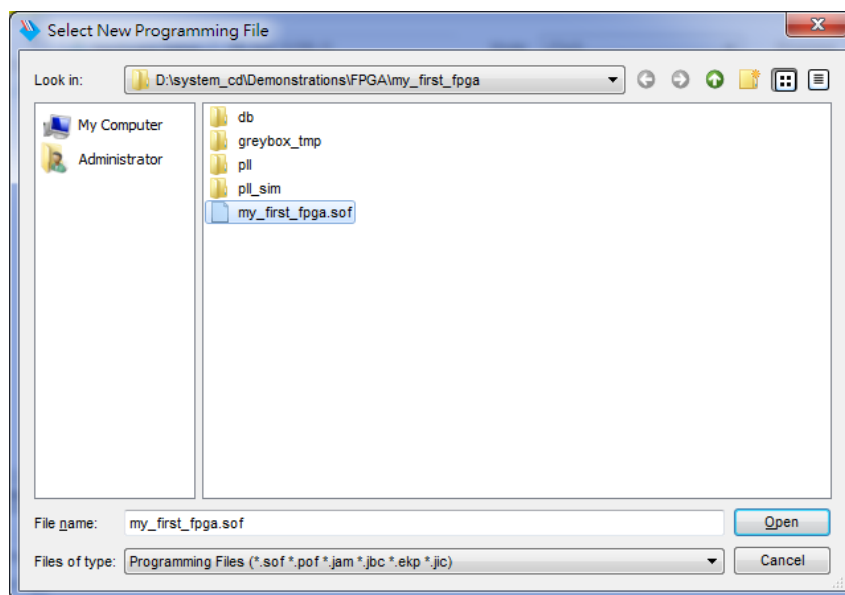 Select New Programming File
Look in: D:\system_cd\Demonstrations\FPGA\my_first_fpga
My Computer
Administrator
db
greybox_tmp
pll
pll_sim
my_first_fpga.sof
File name: my_first_fpga.sof Open
Files of type: Programming Files (*.sof *.pof *.jam *.jbc *.ekp *.jic) Cancel